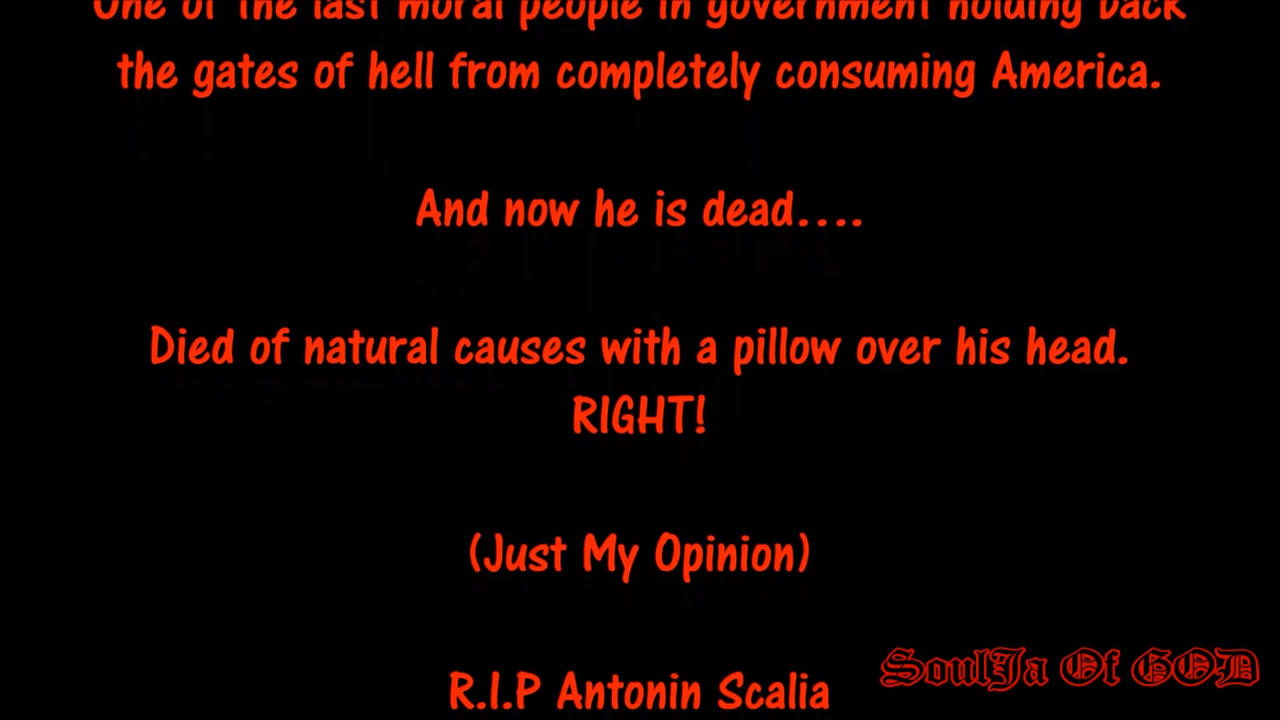 One of the last moral people in government holding back
the gates of hell from completely consuming America.
And now he is dead....
Died of natural causes with a pillow over his head.
RIGHT!
(Just My Opinion)
R.I.P Antonin Scalia
SoulJa Of GOD